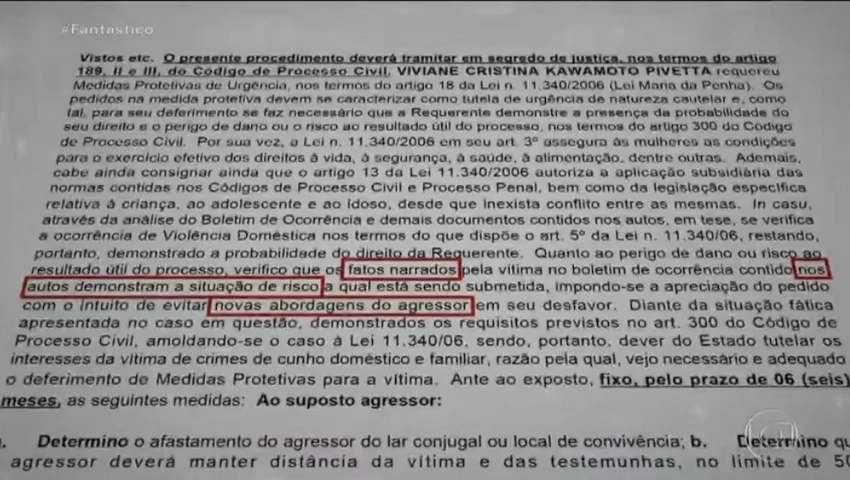 #Fantastico
Vistos etc. O presente procedimento deverá tramitar em segredo de justiça, nos termos do artigo
189, II e III, do Código de Processo Civil. VIVIANE CRISTINA KAWAMOTO PIVETTA requereu
Medidas Protetivas de Urgência, nos termos do artigo 18 da Lei n. 11.340/2006 (Lei Maria da Penha). Os
pedidos na medida protetiva devem se caracterizar como tutela de urgência de natureza cautelar e, como
tal, para seu deferimento se faz necessário que a Requerente demonstre a presença da probabilidade do
seu direito e o perigo de dano ou o risco ao resultado útil do processo, nos termos do artigo 300 do Código
de Processo Civil. Por sua vez, a Lei n. 11.340/2006 em seu art. 3º assegura às mulheres as condições
para o exercício efetivo dos direitos à vida, à segurança, à saúde, à alimentação, dentre outras. Ademais,
cabe ainda consignar ainda que o artigo 13 da Lei 11.340/2006 autoriza a aplicação subsidiária das
normas contidas nos Códigos de Processo Civil e Processo Penal, bem como da legislação específica
relativa à criança, ao adolescente e ao idoso, desde que inexista conflito entre as mesmas. In casu,
através da análise do Boletim de Ocorrência e demais documentos contidos nos autos, em tese, se verifica
a ocorrência de Violência Doméstica nos termos do que dispõe o art. 5º da Lei n. 11.340/06, restando,
portanto, demonstrado a probabilidade do direito da Requerente. Quanto ao perigo de dano ou risco ao
resultado útil do processo, verifico que os fatos narrados pela vítima no boletim de ocorrência contido nos
autos demonstram a situação de risco a qual está sendo submetida, impondo-se a apreciação do pedido
com o intuito de evitar novas abordagens do agressor em seu desfavor. Diante da situação fática
apresentada no caso em questão, demonstrados os requisitos previstos no art. 300 do Código de
Processo Civil, amoldando-se o caso à Lei 11.340/06, sendo, portanto, dever do Estado tutelar os
interesses da vítima de crimes de cunho doméstico e familiar, razão pela qual, vejo necessário e adequado
o deferimento de Medidas Protetivas para a vítima. Ante ao exposto, fixo, pelo prazo de 06 (seis)
meses, as seguintes medidas: Ao suposto agressor:
Determino o afastamento do agressor do lar conjugal ou local de convivência; b. Determino
agressor deverá manter distância da vítima e das testemunhas, no limite de